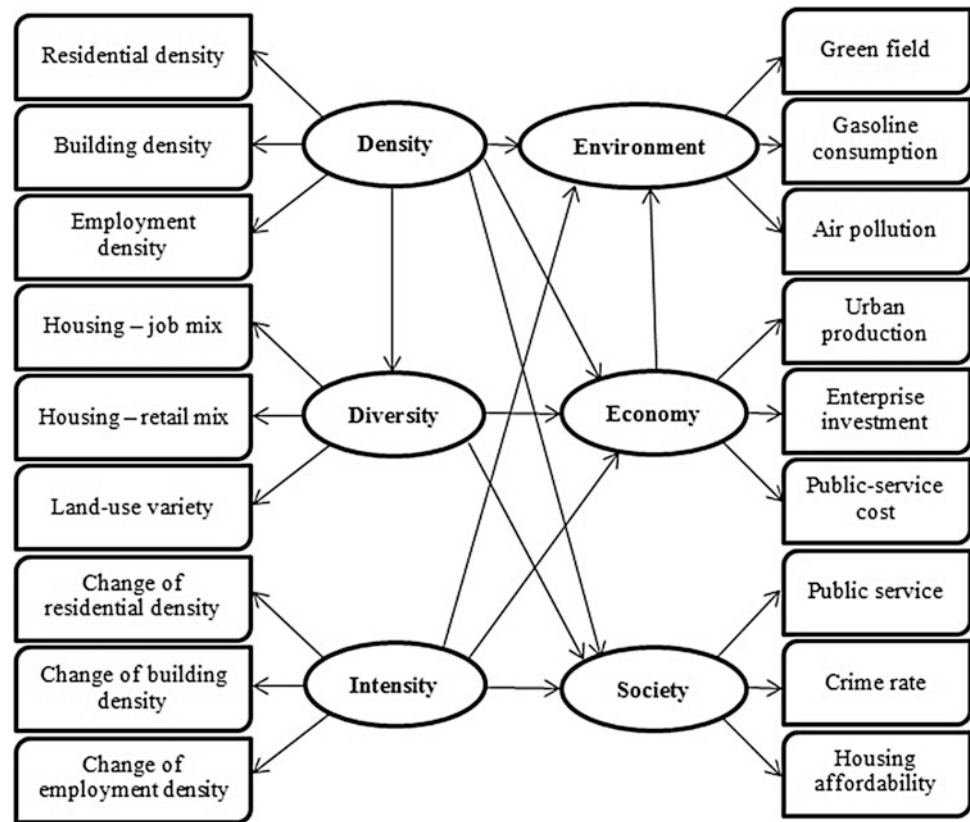 Residential density
Building density
Employment
density
Housing – job mix
Housing – retail mix
Land-use variety
Change of
residential density
Change of building
density
Change of
employment density
Density
Diversity
Intensity
Environment
Economy
Society
Green field
Gasoline
consumption
Air pollution
Urban
production
Enterprise
investment
Public-service
cost
Public service
Crime rate
Housing
affordability